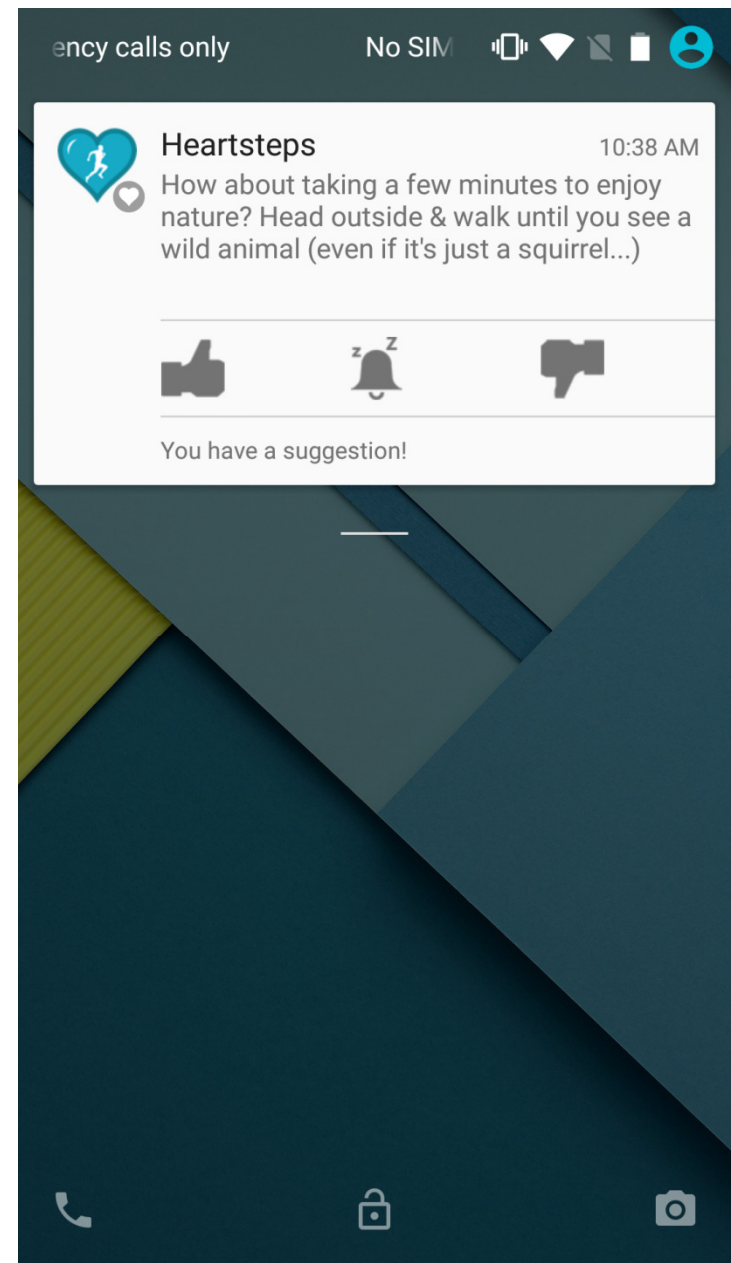 ency calls only No SIM
Heartsteps 10:38 AM
How about taking a few minutes to enjoy
nature? Head outside & walk until you see a
wild animal (even if it's just a squirrel...)
z z
You have a suggestion!